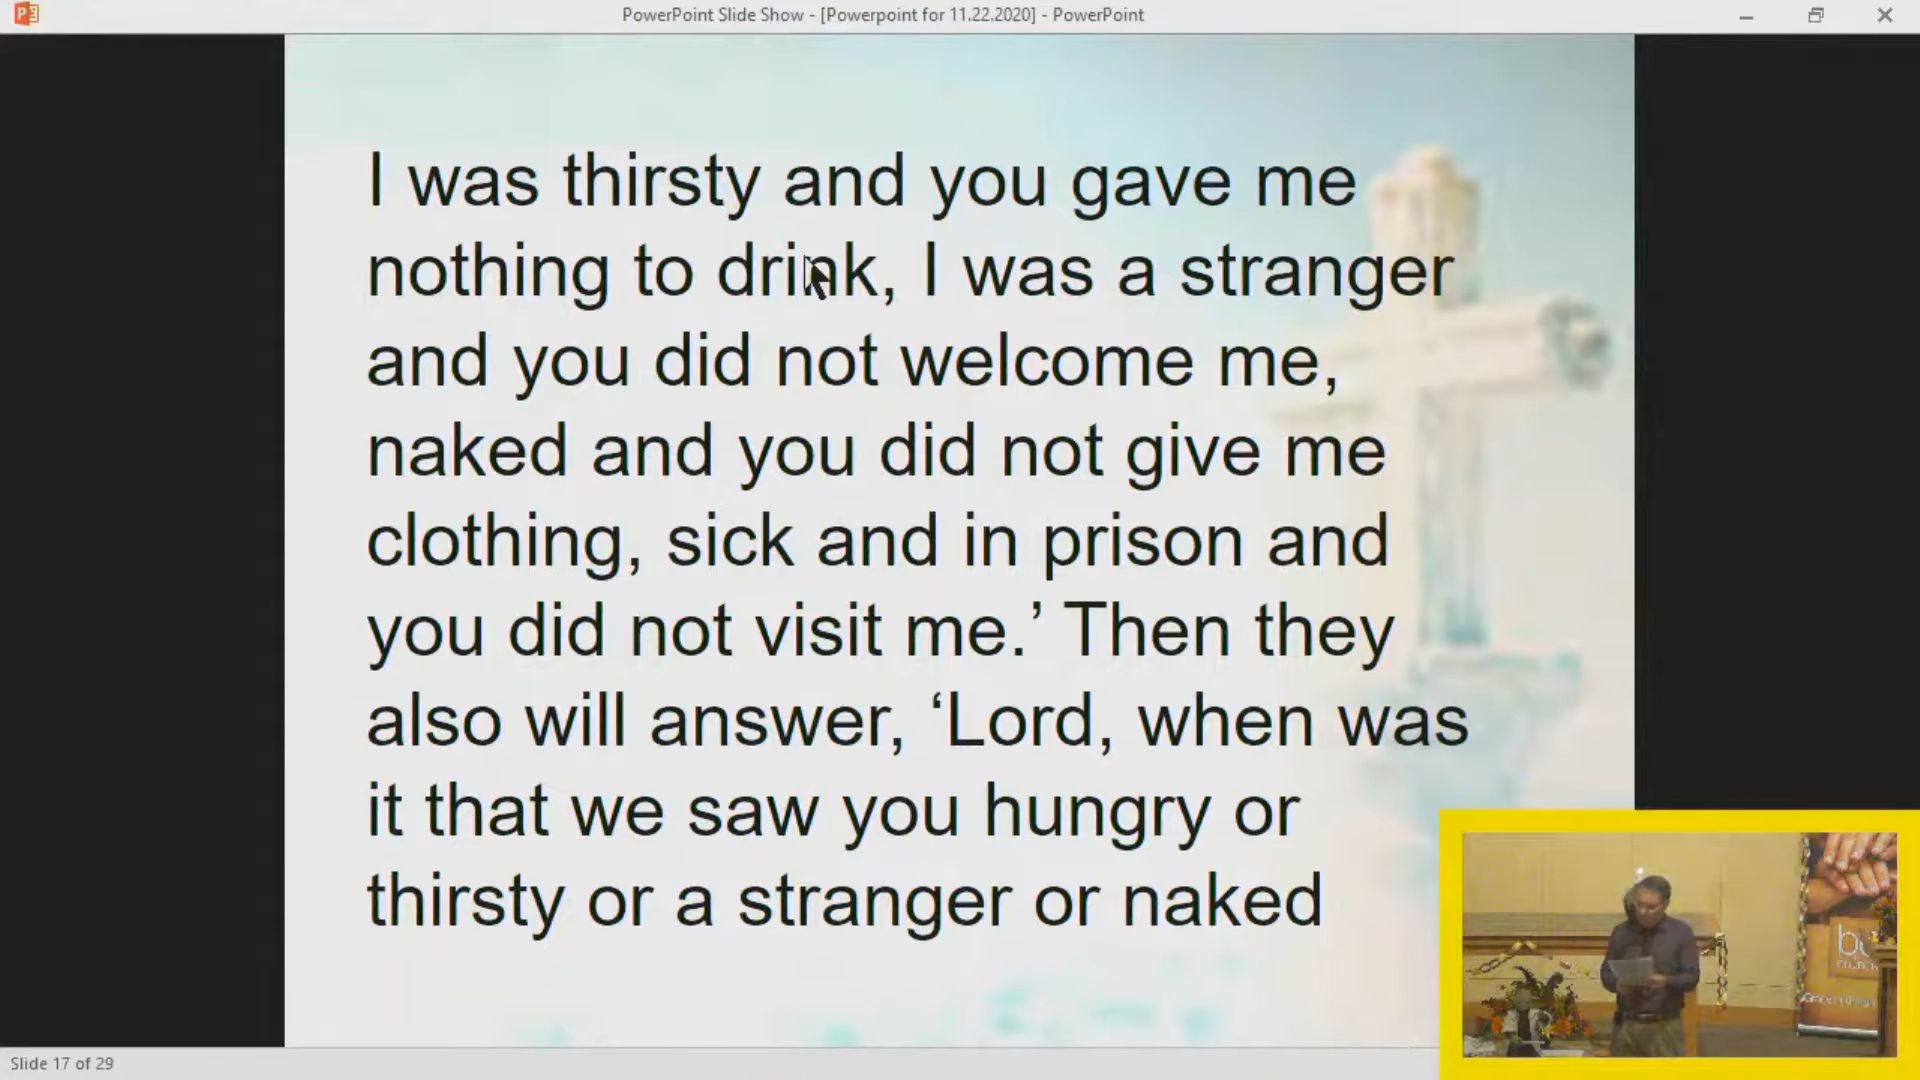 PowerPoint Slide Show - [Powerpoint for 11.22.2020] - PowerPoint
I was thirsty and you gave me
nothing to drink, I was a stranger
and you did not welcome me,
naked and you did not give me
clothing, sick and in prison and
you did not visit me.’ Then they
also will answer, ‘Lord, when was
it that we saw you hungry or
thirsty or a stranger or naked
Slide 17 of 29